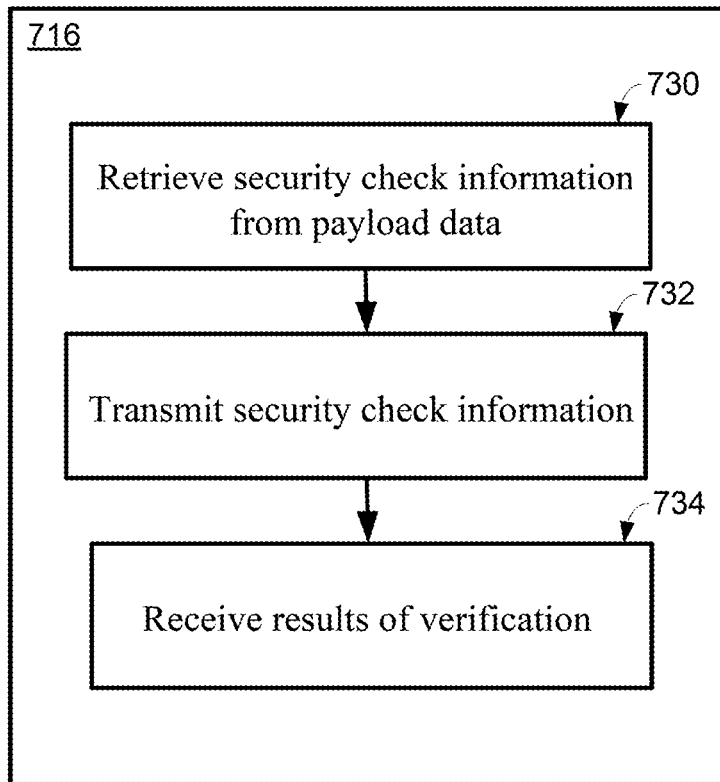 716
730
Retrieve security check information
from payload data
732
Transmit security check information
734
Receive results of verification